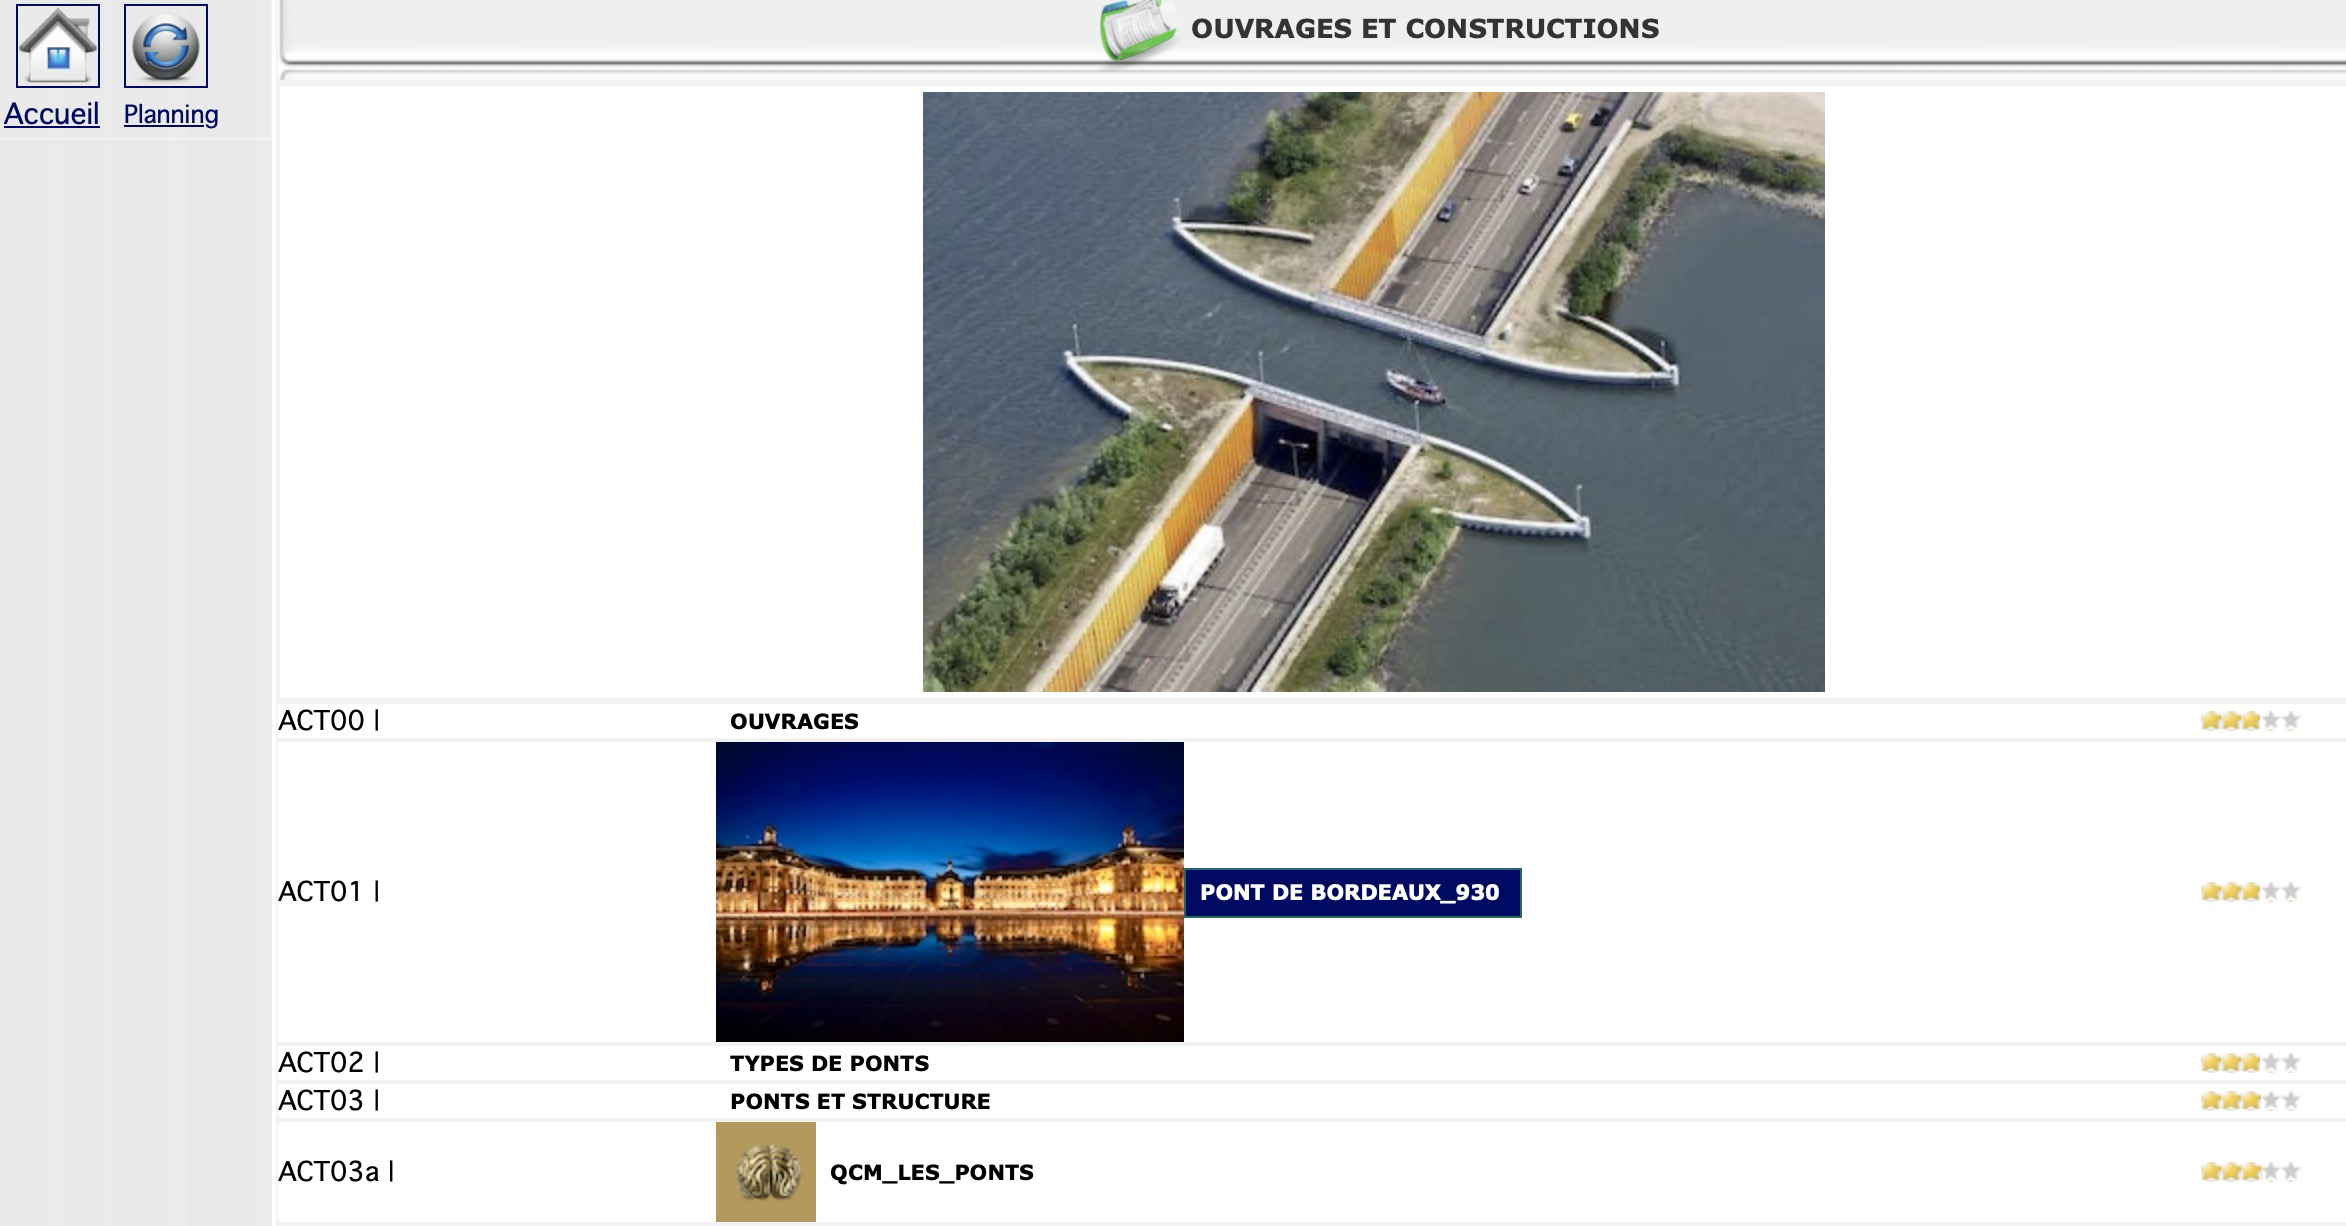 OUVRAGES ET CONSTRUCTIONS
Accueil
Planning
ACT00 |
OUVRAGES
ACT01 |
PONT DE BORDEAUX_930
ACT02 |
TYPES DE PONTS
ACT03 |
PONTS ET STRUCTURE
ACT03a |
QCM_LES_PONTS